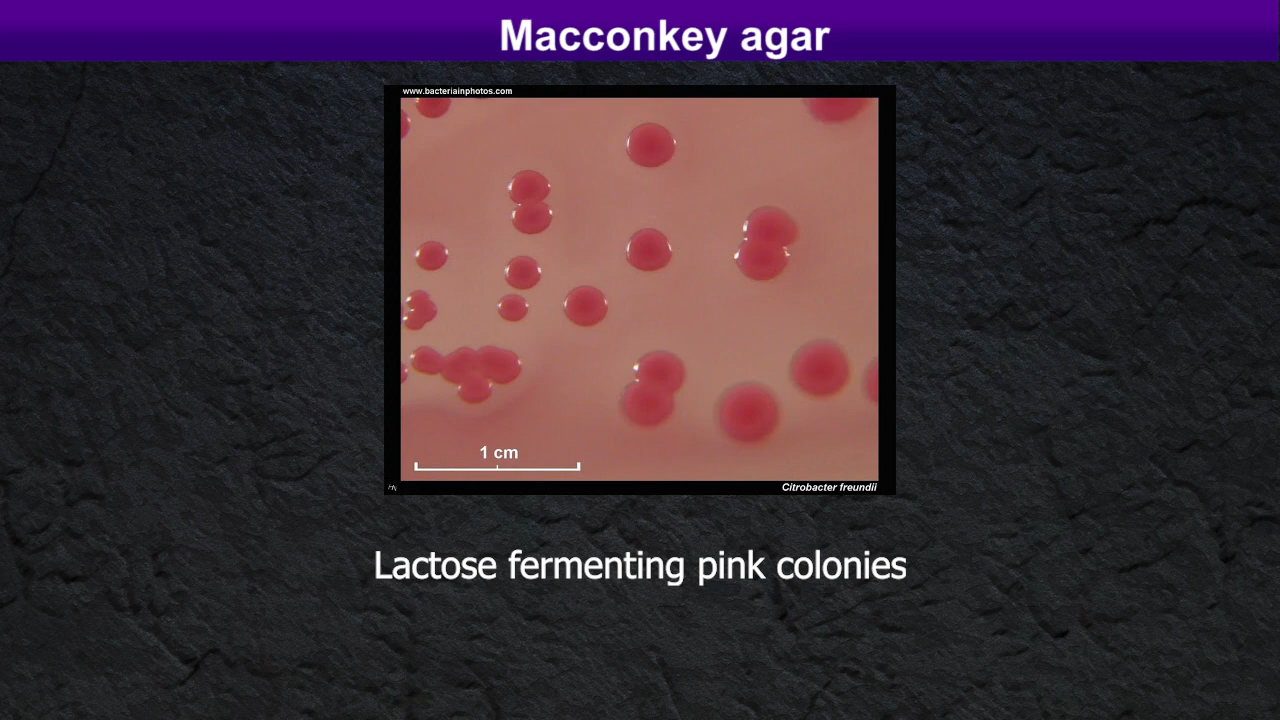 Macconkey agar
www.bacteriainphotos.com
1 cm
Citrobacter freundii
Lactose fermenting pink colonies